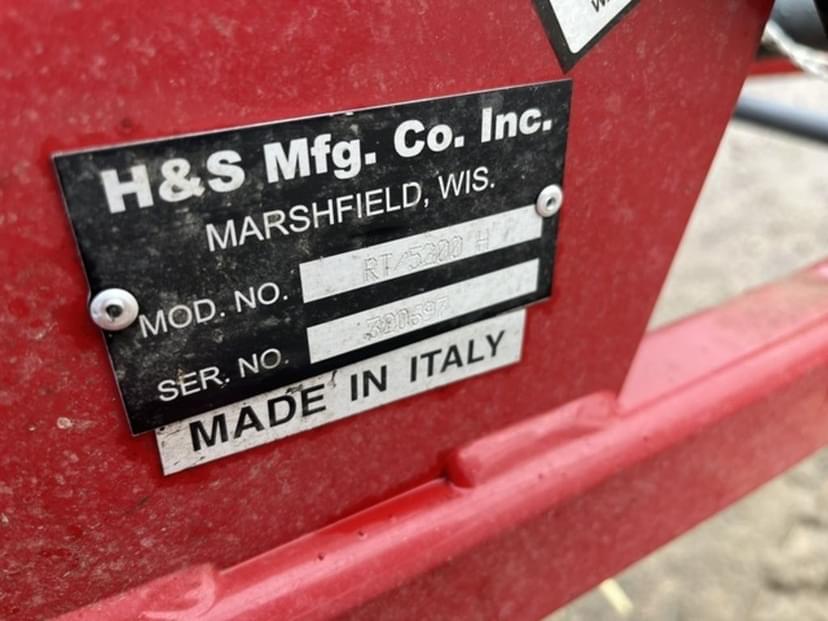 H&S Mfg. Co. Inc.
MARSHFIELD, WIS.
MOD. NO. RT/5200 H
SER. NO.
MADE IN ITALY